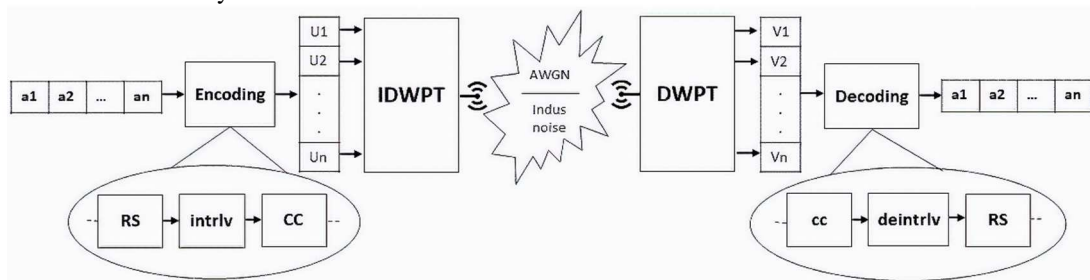 a1 a2 ... an
Encoding
U1
U2
.
.
.
Un
IDWPT
AWGN
Indus
noise
DWPT
V1
V2
.
.
.
Vn
Decoding
a1 a2 ... an
RS intrlv CC
cc deintrlv RS